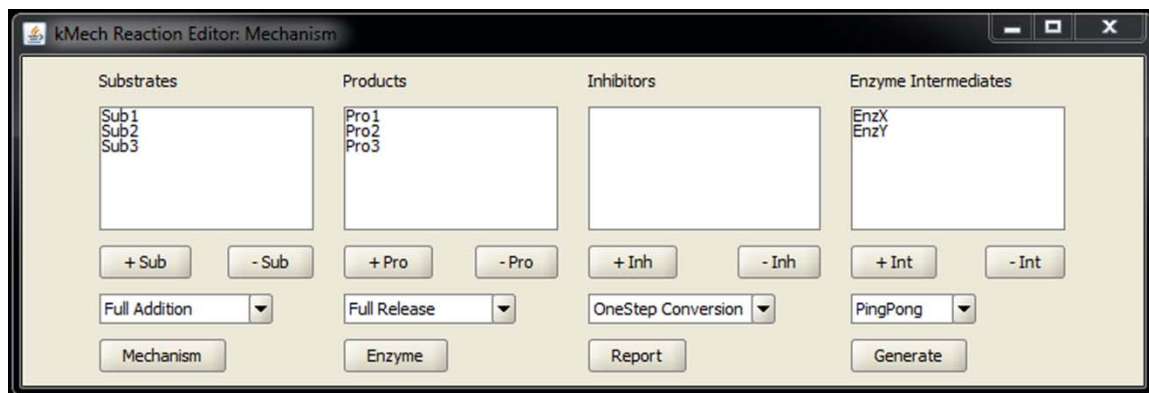 kMech Reaction Editor: Mechanism
Substrates Products Inhibitors Enzyme Intermediates
Sub1 Pro1 EnzX
Sub2 Pro2 EnzY
Sub3 Pro3
+ Sub - Sub + Pro - Pro + Inh - Inh + Int - Int
Full Addition Full Release OneStep Conversion PingPong
Mechanism Enzyme Report Generate